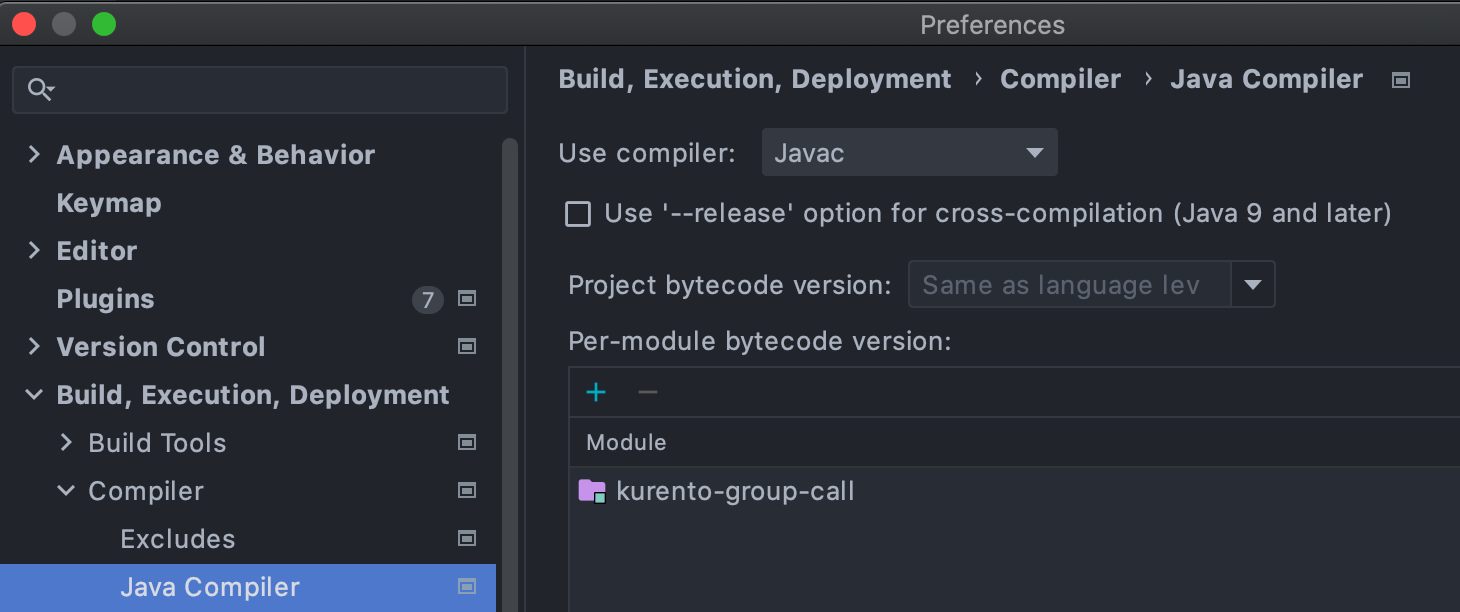 Preferences
Appearance & Behavior
Keymap
Editor
Plugins 7
Version Control
Build, Execution, Deployment
Build Tools
Compiler
Excludes
Java Compiler
Build, Execution, Deployment › Compiler › Java Compiler
Use compiler: Javac
Use '--release' option for cross-compilation (Java 9 and later)
Project bytecode version: Same as language lev
Per-module bytecode version:
Module
kurento-group-call